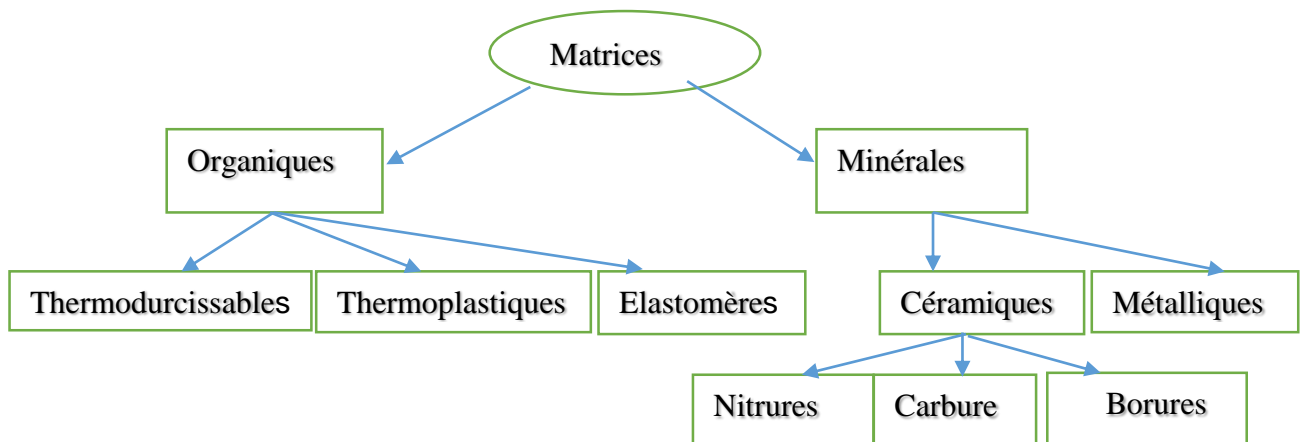 Matrices
Organiques
Minérales
Thermodurcissables
Thermoplastiques
Elastomères
Céramiques
Métalliques
Nitrures
Carbure
Borures